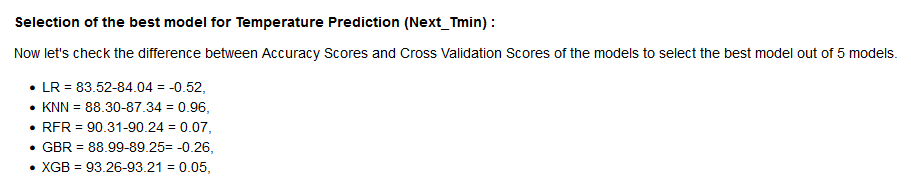 Selection of the best model for Temperature Prediction (Next_Tmin) :
Now let's check the difference between Accuracy Scores and Cross Validation Scores of the models to select the best model out of 5 models.
• LR = 83.52-84.04 = -0.52,
• KNN = 88.30-87.34 = 0.96,
• RFR = 90.31-90.24 = 0.07,
• GBR = 88.99-89.25= -0.26,
• XGB = 93.26-93.21 = 0.05,